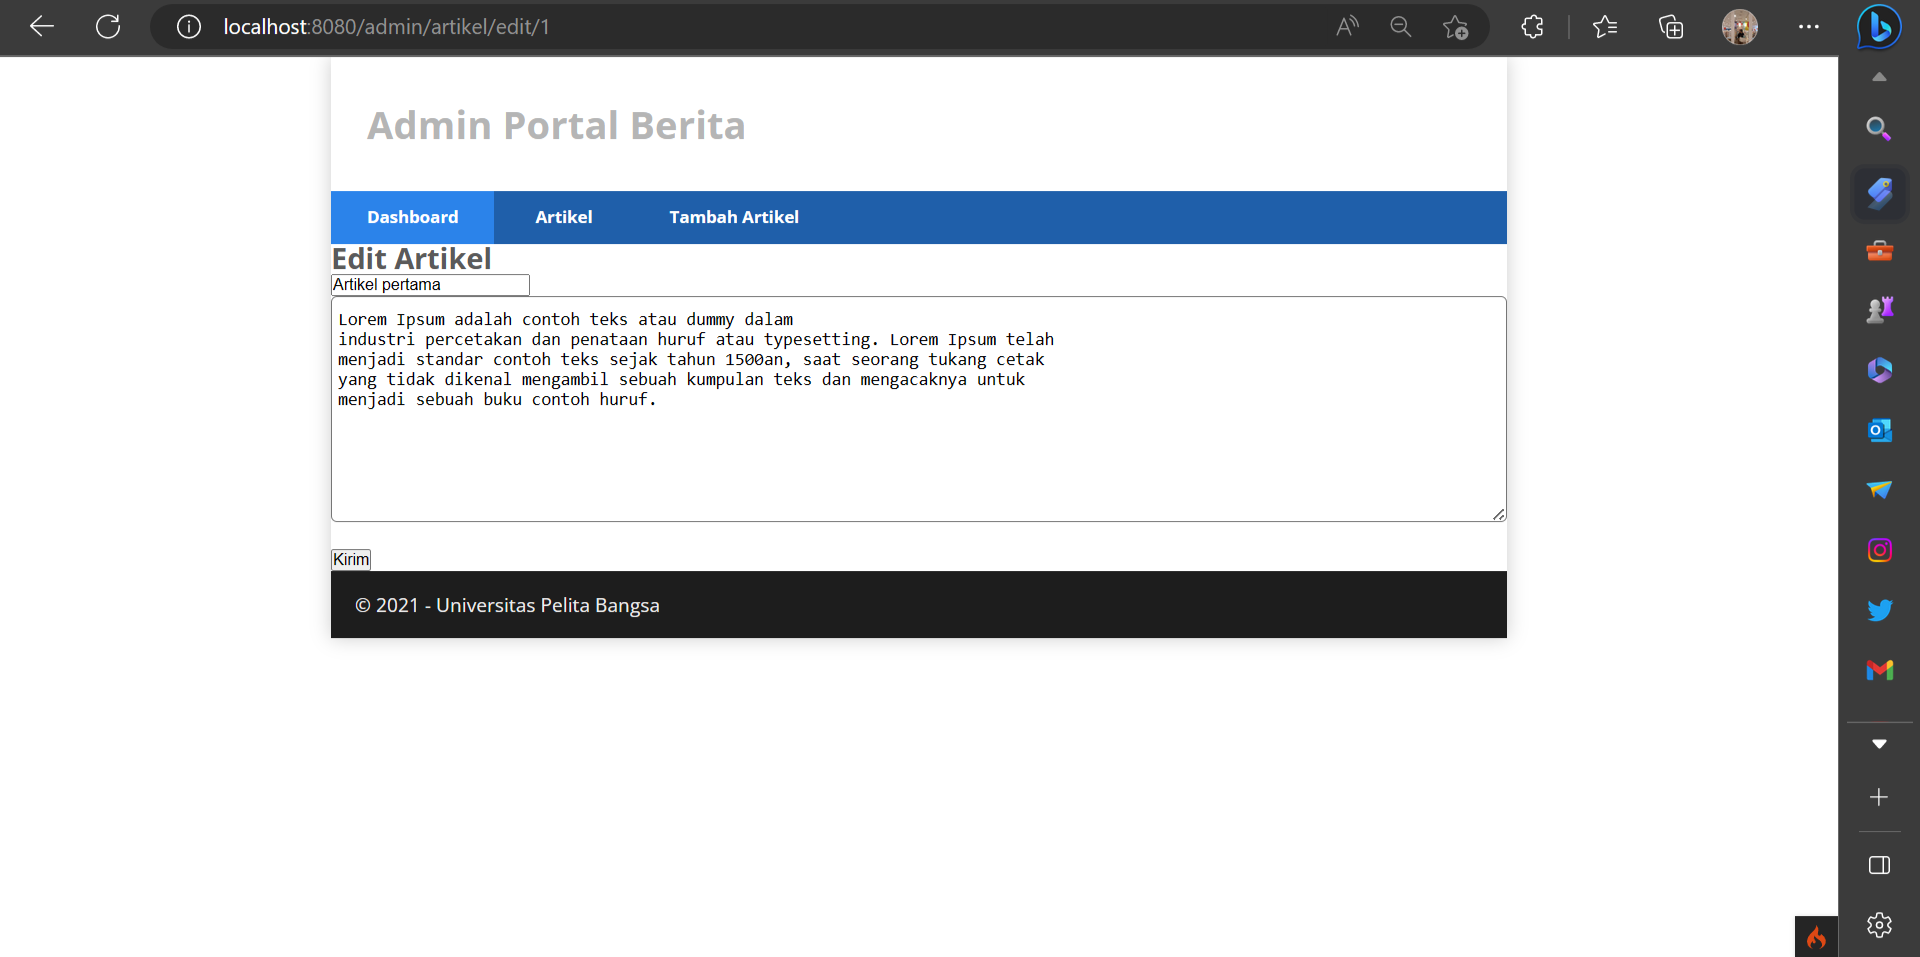 localhost:8080/admin/artikel/edit/1
Admin Portal Berita
Dashboard Artikel Tambah Artikel
Edit Artikel
Artikel pertama
Lorem Ipsum adalah contoh teks atau dummy dalam
industri percetakan dan penataan huruf atau typesetting. Lorem Ipsum telah
menjadi standar contoh teks sejak tahun 1500an, saat seorang tukang cetak
yang tidak dikenal mengambil sebuah kumpulan teks dan mengacaknya untuk
menjadi sebuah buku contoh huruf.
Kirim
© 2021 - Universitas Pelita Bangsa